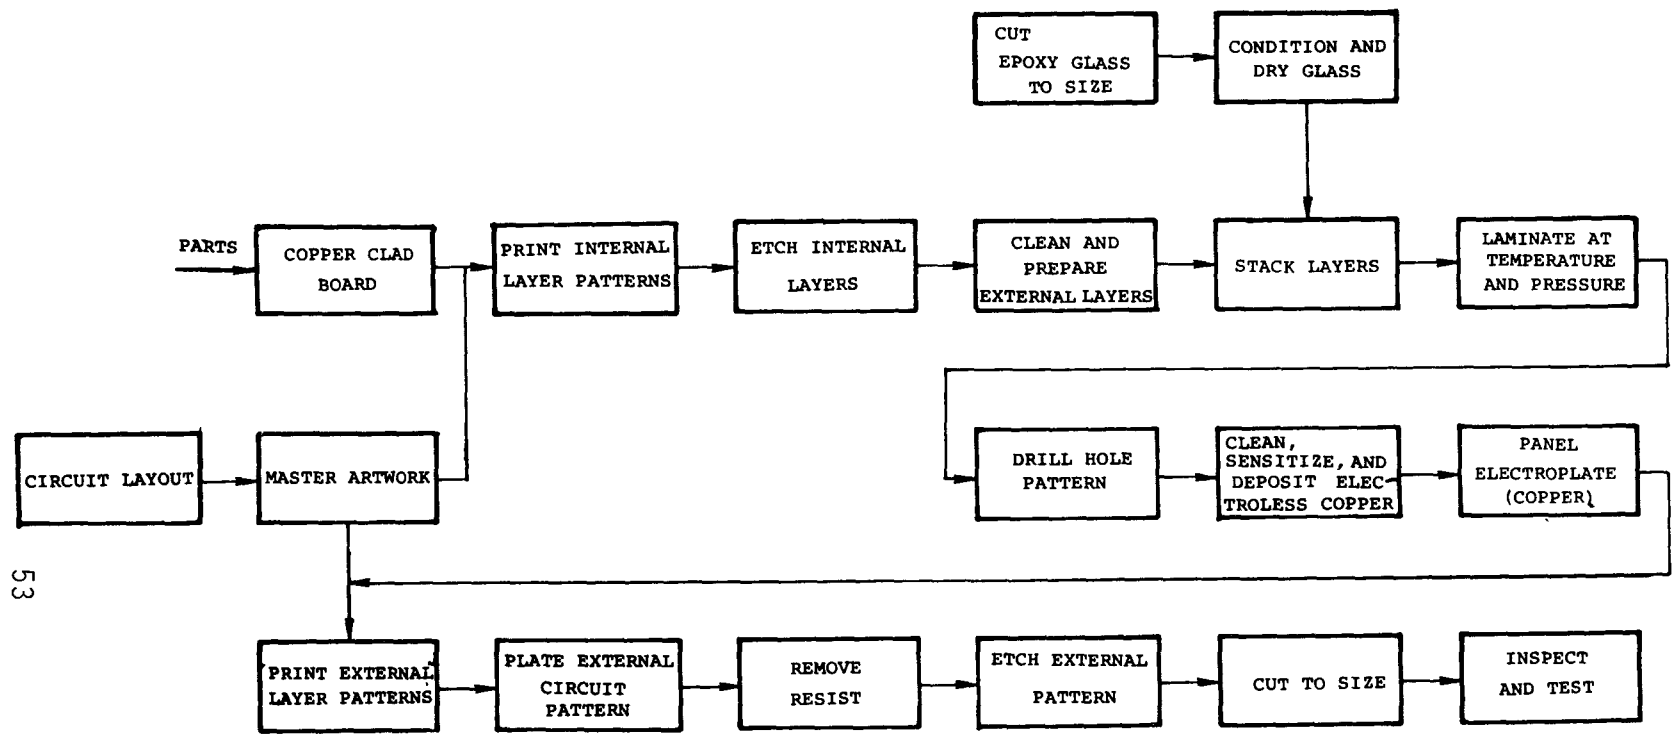 CUT
EPOXY GLASS
TO SIZE
CONDITION AND
DRY GLASS
PARTS
COPPER CLAD
BOARD
PRINT INTERNAL
LAYER PATTERNS
ETCH INTERNAL
LAYERS
CLEAN AND
PREPARE
EXTERNAL LAYERS
STACK LAYERS
LAMINATE AT
TEMPERATURE
AND PRESSURE
CIRCUIT LAYOUT
MASTER ARTWORK
DRILL HOLE
PATTERN
CLEAN,
SENSITIZE, AND
DEPOSIT ELEC-
TROLESS COPPER
PANEL
ELECTROPLATE
(COPPER)
PRINT EXTERNAL
LAYER PATTERNS
PLATE EXTERNAL
CIRCUIT
PATTERN
REMOVE
RESIST
ETCH EXTERNAL
PATTERN
CUT TO SIZE
INSPECT
AND TEST
53